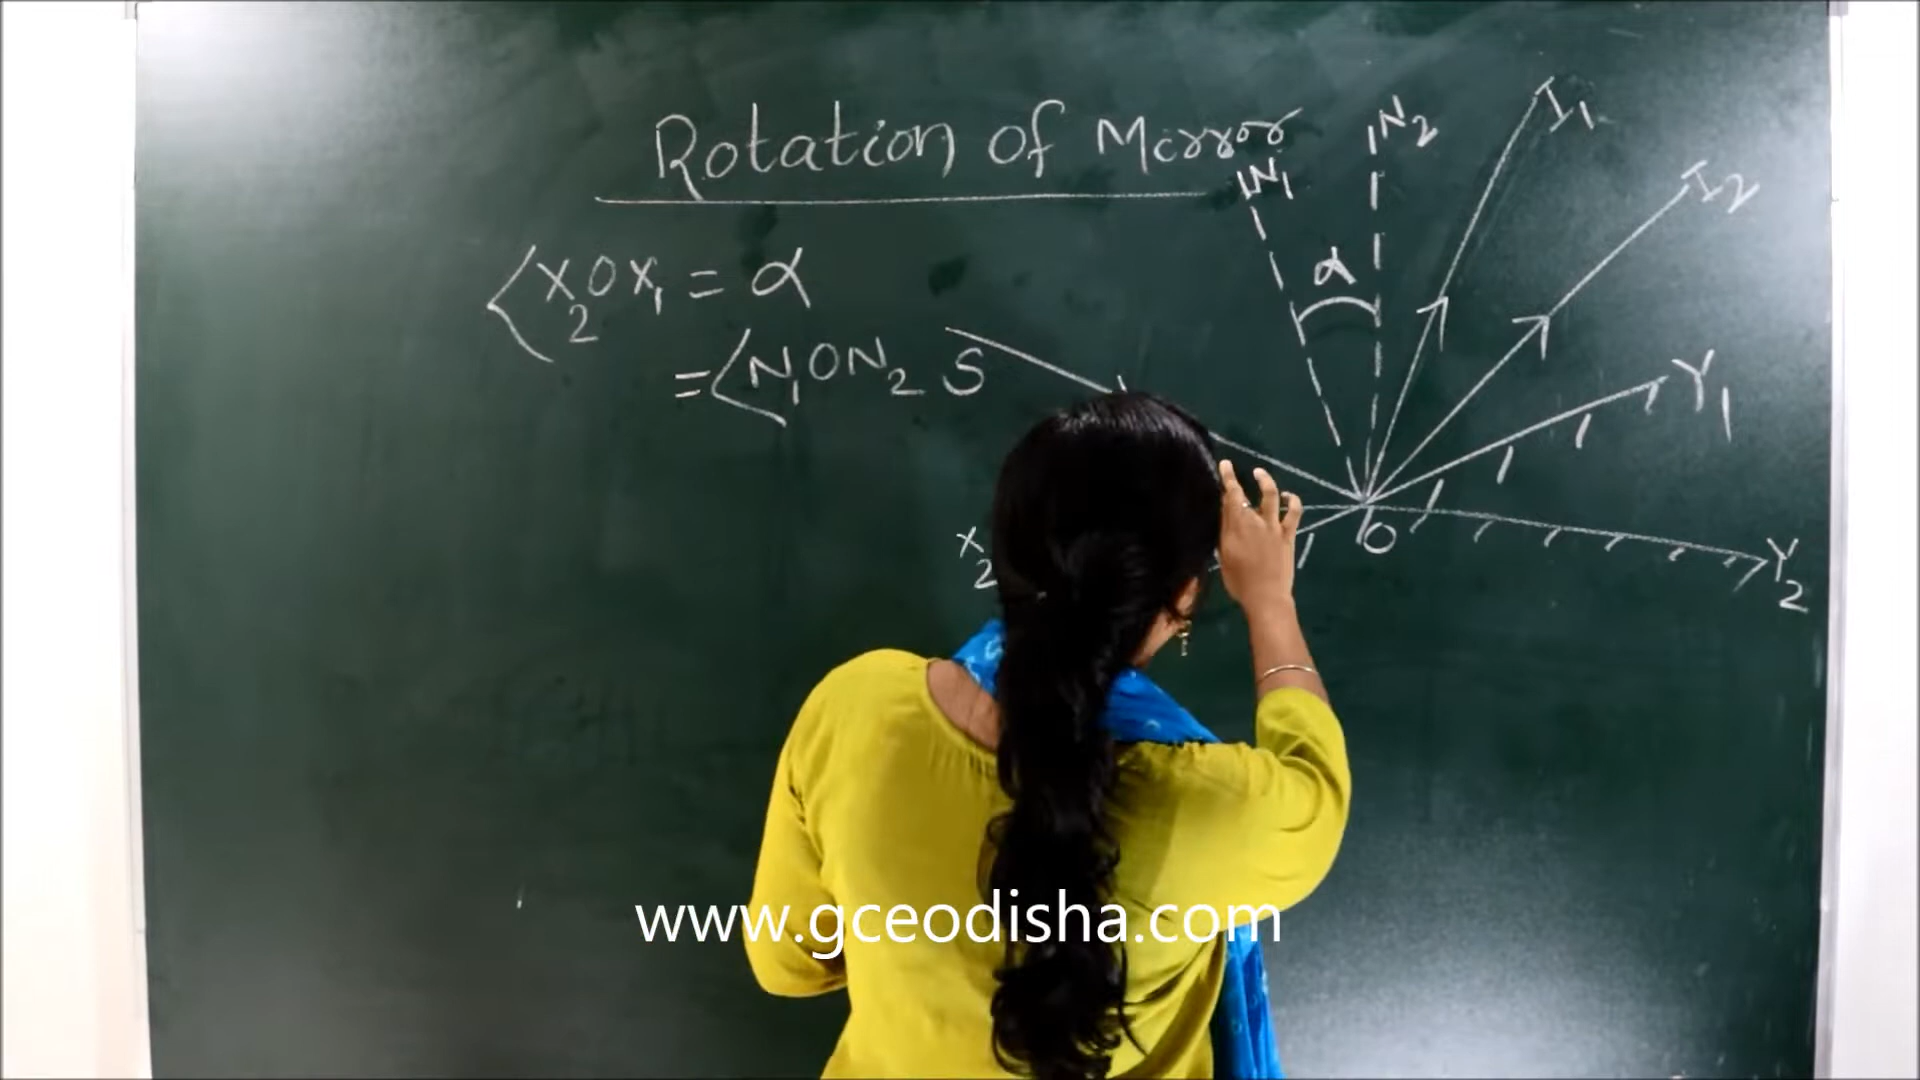 Rotation of Mirror
∠X₂OX₁ = α
= ∠N₁ON₂
S
N₁
N₂
I₁
I₂
α
Y₁
X₂
O
Y₂
www.gceodisha.com